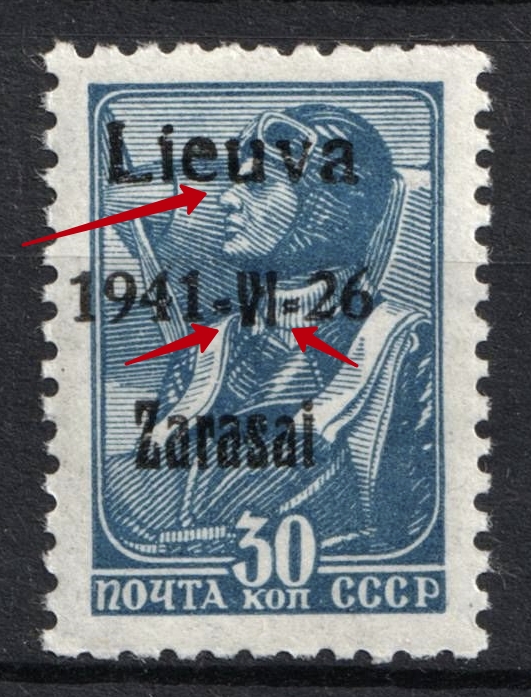 Lieuva
1941-VI-26
Zarasai
30
ПОЧТА КОП СССР